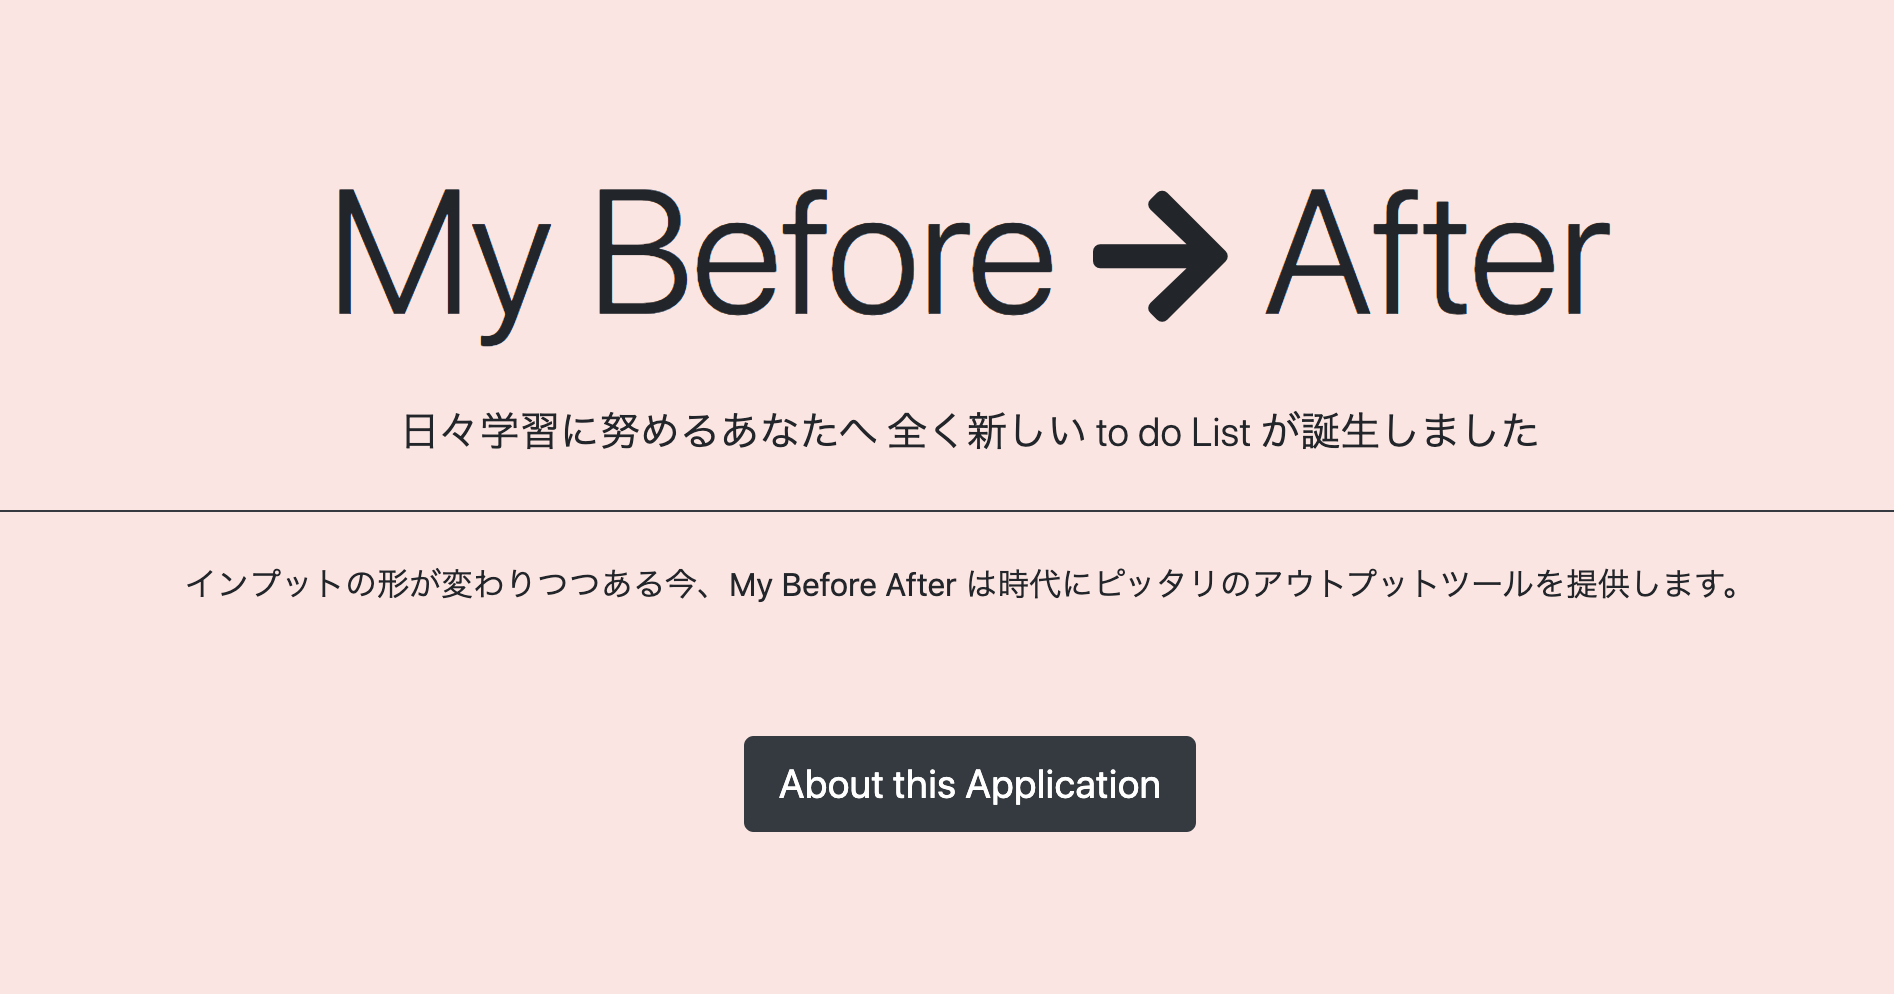 My Before → After
日々学習に努めるあなたへ 全く新しい to do List が誕生しました
インプットの形が変わりつつある今、My Before After は時代にピッタリのアウトプットツールを提供します。
About this Application